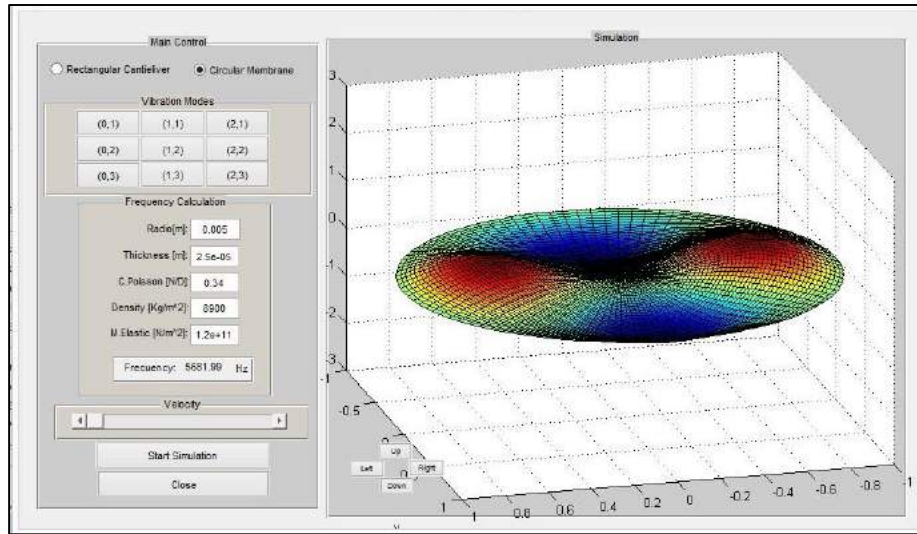 Main Control
Rectangular Cantieliver
Circular Membrane
Vibration Modes
(0,1) (1,1) (2,1)
(0,2) (1,2) (2,2)
(0,3) (1,3) (2,3)
Frequency Calculation
Radio[m]: 0.005
Thickness [m]: 2.5e-05
C.Poisson [N/D] 0.34
Density [Kg/m^2]: 8900
M.Elastic [N/m^2]: 1.2e+11
Frecuency: 5681.99 Hz
Velocity
Start Simulation
Close
Simulation
3
2
1
0
-1
-2
-3
-1
-0.5
0
1
Up
Left Right
Down
1 0.8 0.6 0.4 0.2 0 -0.2 -0.4 -0.6 -0.8 -1